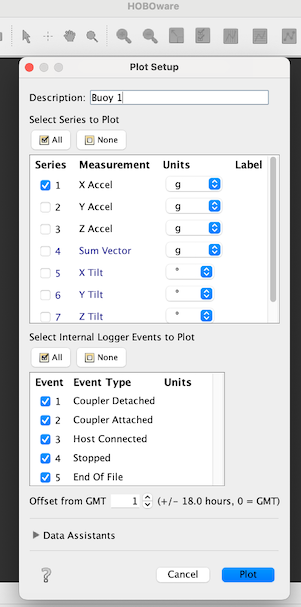 HOBOware
Plot Setup
Description: Buoy 1
Select Series to Plot
All None
Series Measurement Units Label
1 X Accel g
2 Y Accel g
3 Z Accel g
4 Sum Vector g
5 X Tilt °
6 Y Tilt °
7 Z Tilt °
Select Internal Logger Events to Plot
All None
Event Event Type Units
1 Coupler Detached
2 Coupler Attached
3 Host Connected
4 Stopped
5 End Of File
Offset from GMT 1 (+/- 18.0 hours, 0 = GMT)
Data Assistants
? Cancel Plot